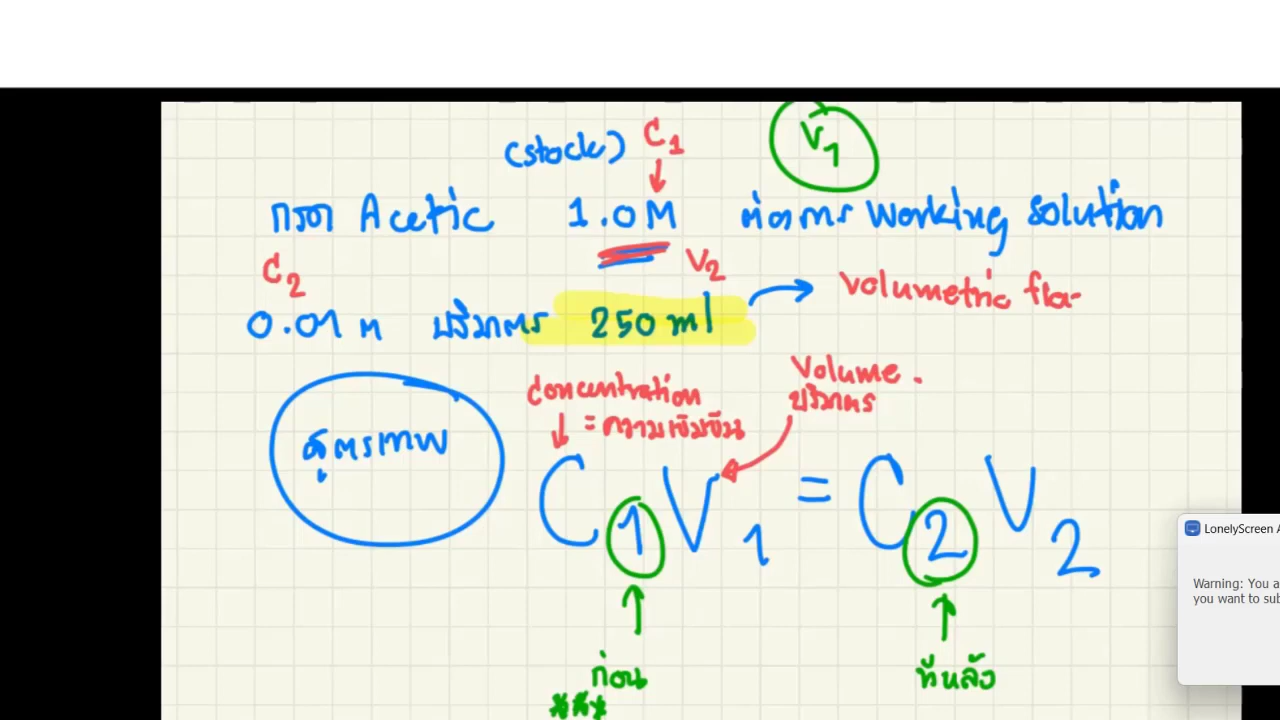 (stock) C1 V1
กรด Acetic 1.0 M ต้องการ Working solution
C2 V2
0.01 M ปริมาตร 250 ml → Volumetric fla-
สูตรเทพ
Concentration = ความเข้มข้น
Volume. ปริมาตร
C1V1 = C2V2
ก่อน ทีหลัง
***
LonelyScreen A
Warning: You a
you want to sub